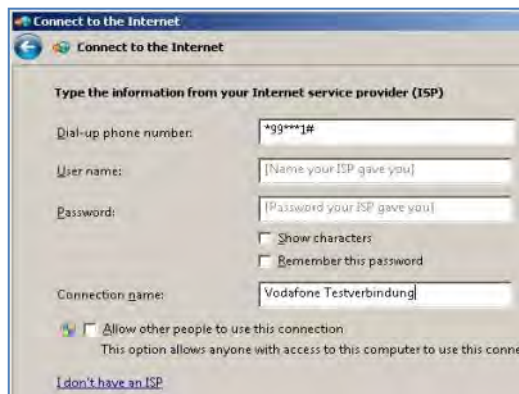 Connect to the Internet
Connect to the Internet
Type the information from your Internet service provider (ISP)
Dial-up phone number: *99***1#
User name: [Name your ISP gave you]
Password: [Password your ISP gave you]
Show characters
Remember this password
Connection name: Vodafone Testverbindung
Allow other people to use this connection
This option allows anyone with access to this computer to use this conne
I don't have an ISP